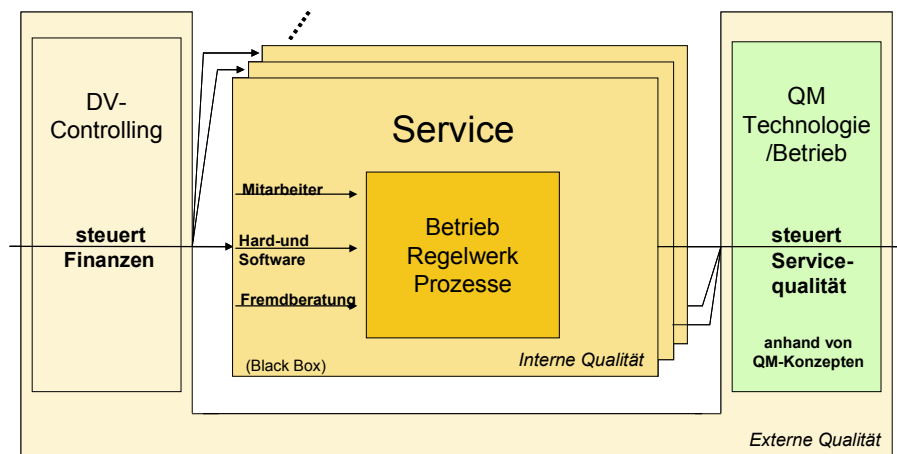 DV-
Controlling
steuert
Finanzen
Service
Mitarbeiter
Hard-und
Software
Fremdberatung
Betrieb
Regelwerk
Prozesse
(Black Box)
Interne Qualität
QM
Technologie
/Betrieb
steuert
Service-
qualität
anhand von
QM-Konzepten
Externe Qualität